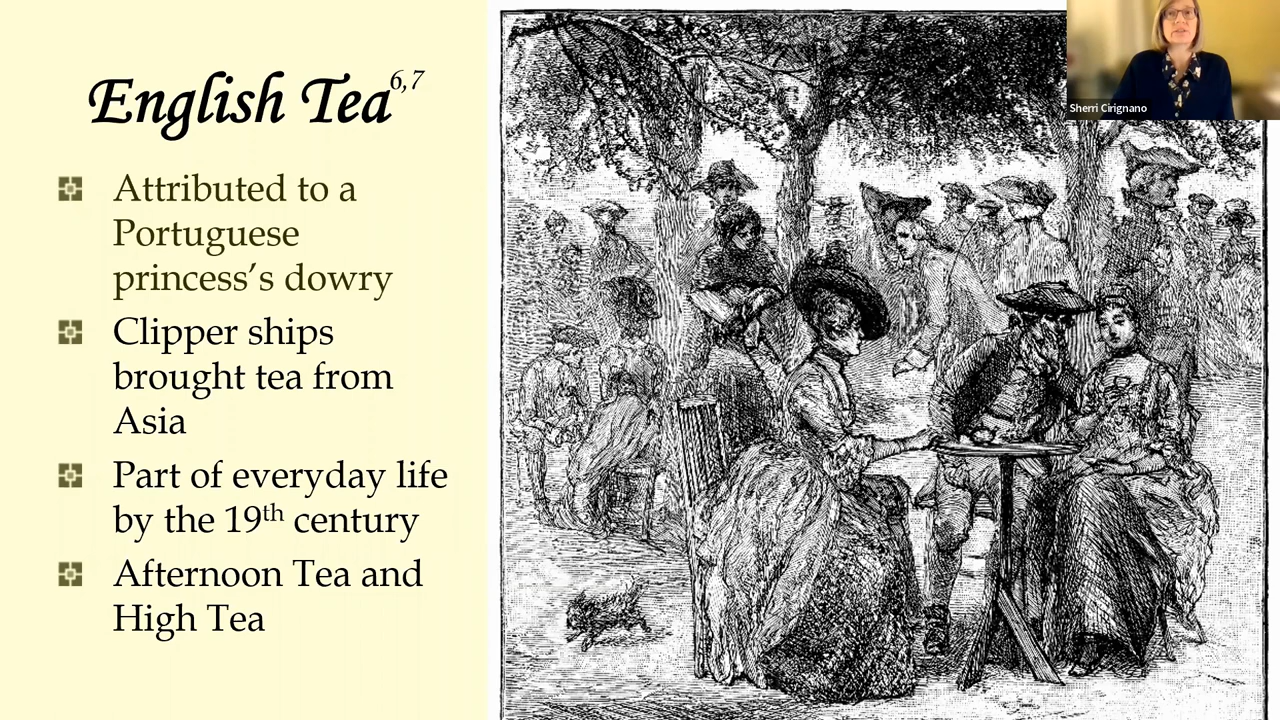 English Tea6,7
Attributed to a
Portuguese
princess’s dowry
Clipper ships
brought tea from
Asia
Part of everyday life
by the 19th century
Afternoon Tea and
High Tea
Sherri Cirignano